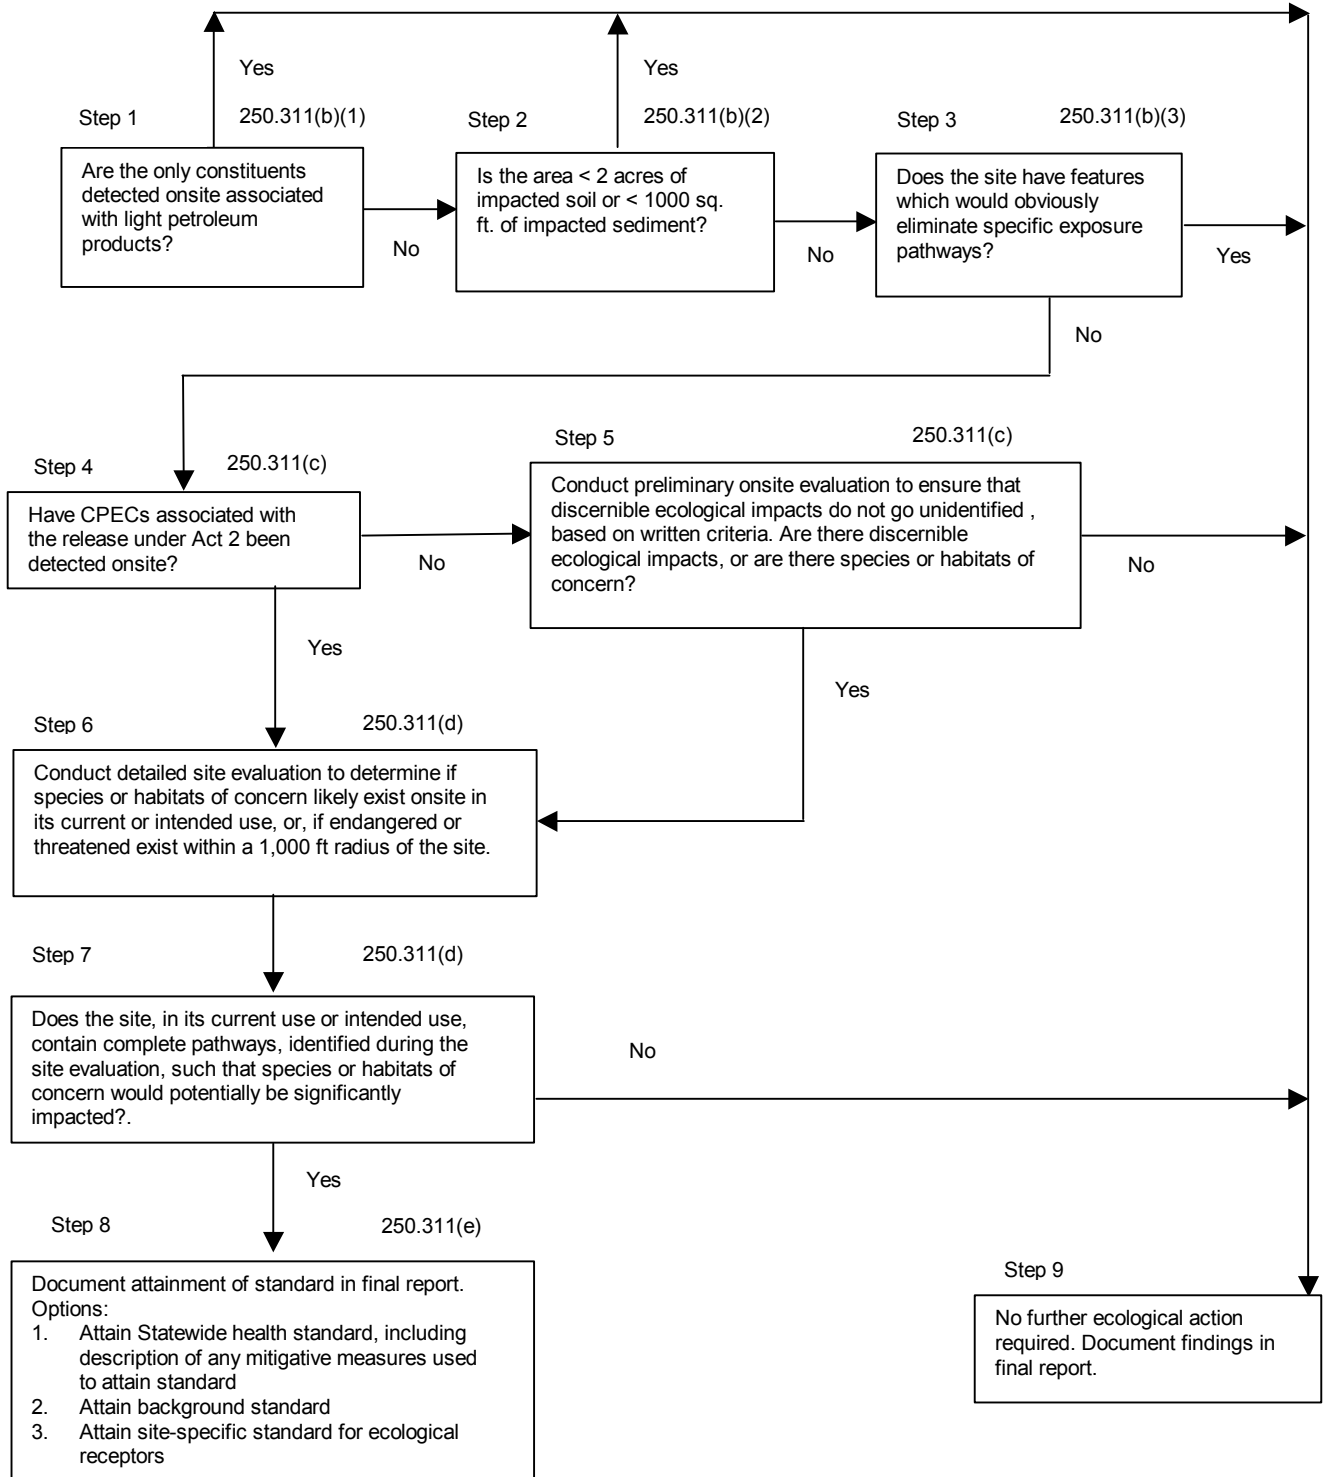 Yes
Yes
Step 1
250.311(b)(1)
Step 2
250.311(b)(2)
Step 3
250.311(b)(3)
Are the only constituents
detected onsite associated
with light petroleum
products?
No
Is the area < 2 acres of
impacted soil or < 1000 sq.
ft. of impacted sediment?
No
Does the site have features
which would obviously
eliminate specific exposure
pathways?
Yes
No
Step 4
250.311(c)
Step 5
250.311(c)
Have CPECs associated with
the release under Act 2 been
detected onsite?
No
Conduct preliminary onsite evaluation to ensure that
discernible ecological impacts do not go unidentified ,
based on written criteria. Are there discernible
ecological impacts, or are there species or habitats of
concern?
No
Yes
Yes
Step 6
250.311(d)
Conduct detailed site evaluation to determine if
species or habitats of concern likely exist onsite in
its current or intended use, or, if endangered or
threatened exist within a 1,000 ft radius of the site.
Step 7
250.311(d)
Does the site, in its current use or intended use,
contain complete pathways, identified during the
site evaluation, such that species or habitats of
concern would potentially be significantly
impacted?.
No
Yes
Step 8
250.311(e)
Document attainment of standard in final report.
Options:
1. Attain Statewide health standard, including
description of any mitigative measures used
to attain standard
2. Attain background standard
3. Attain site-specific standard for ecological
receptors
Step 9
No further ecological action
required. Document findings in
final report.